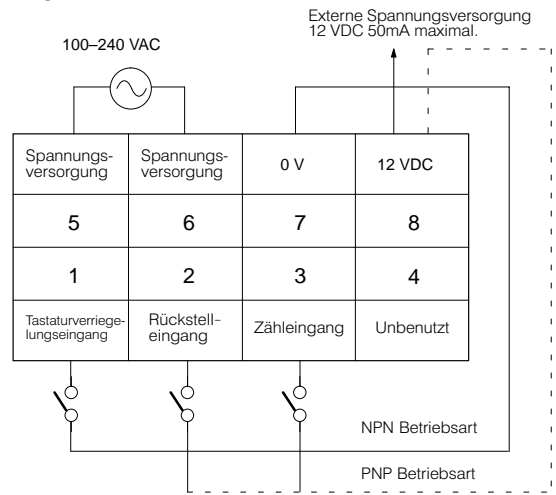 Externe Spannungsversorgung
12 VDC 50mA maximal.
100–240 VAC
Spannungs-
versorgung
Spannungs-
versorgung
0 V
12 VDC
5
6
7
8
1
2
3
4
Tastaturverriege-
lungseingang
Rückstell-
eingang
Zähleingang
Unbenutzt
NPN Betriebsart
PNP Betriebsart